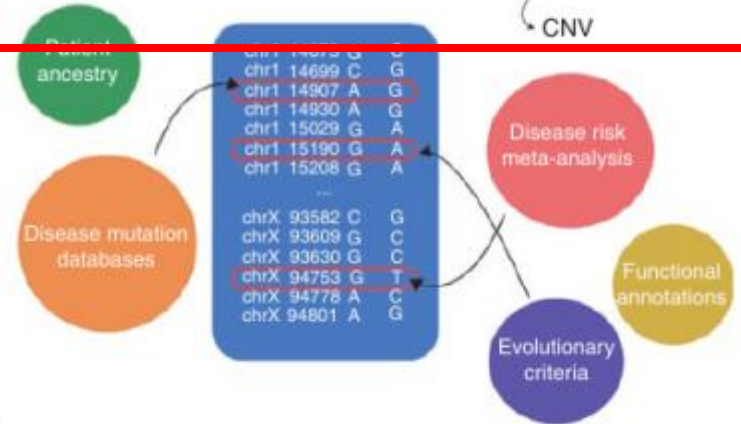 CNV
Patient
ancestry
chr1 14699 C G
chr1 14907 A G
chr1 14930 A G
chr1 15029 G A
chr1 15190 G A
chr1 15208 G A
...
chrX 93582 C G
chrX 93609 G C
chrX 93630 G C
chrX 94753 G T
chrX 94778 A C
chrX 94801 A G
Disease mutation
databases
Disease risk
meta-analysis
Functional
annotations
Evolutionary
criteria